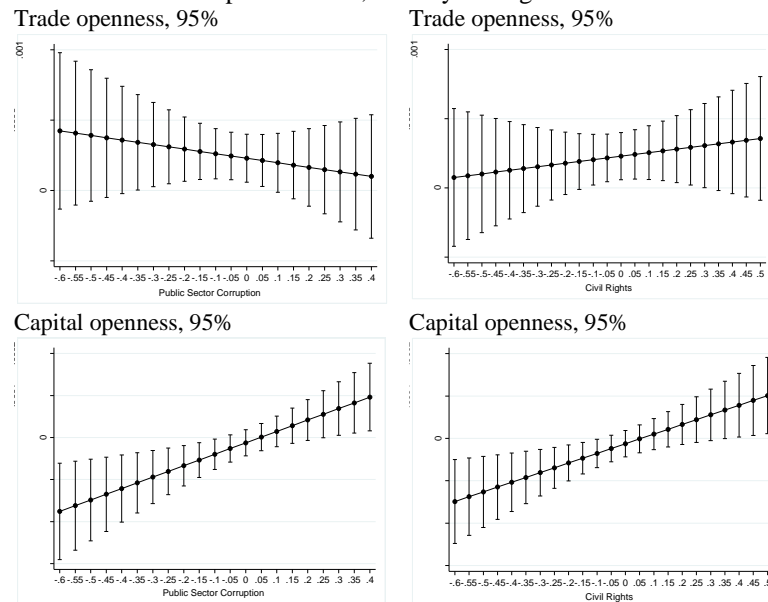 Trade openness, 95%
Trade openness, 95%
.001
0
-.6 -.55 -.5 -.45 -.4 -.35 -.3 -.25 -.2 -.15 -.1 -.05 0 .05 .1 .15 .2 .25 .3 .35 .4
Public Sector Corruption
.001
0
-.6 -.55 -.5 -.45 -.4 -.35 -.3 -.25 -.2 -.15 -.1 -.05 0 .05 .1 .15 .2 .25 .3 .35 .4 .45 .5
Civil Rights
Capital openness, 95%
Capital openness, 95%
0
-.6 -.55 -.5 -.45 -.4 -.35 -.3 -.25 -.2 -.15 -.1 -.05 0 .05 .1 .15 .2 .25 .3 .35 .4
Public Sector Corruption
0
-.6 -.55 -.5 -.45 -.4 -.35 -.3 -.25 -.2 -.15 -.1 -.05 0 .05 .1 .15 .2 .25 .3 .35 .4 .45 .5
Civil Rights